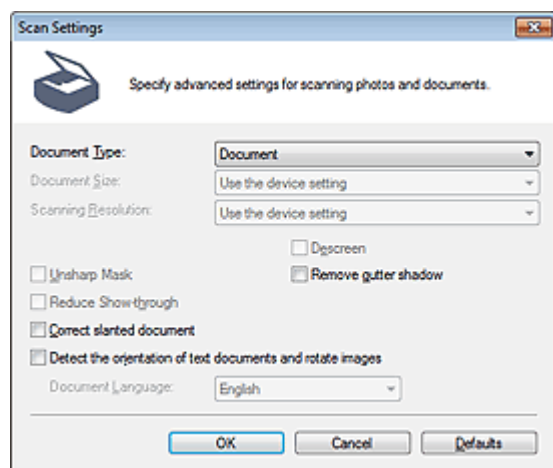 Scan Settings
Specify advanced settings for scanning photos and documents.
Document Type: Document
Document Size: Use the device setting
Scanning Resolution: Use the device setting
Descreen
Unsharp Mask Remove gutter shadow
Reduce Show-through
Correct slanted document
Detect the orientation of text documents and rotate images
Document Language: English
OK Cancel Defaults